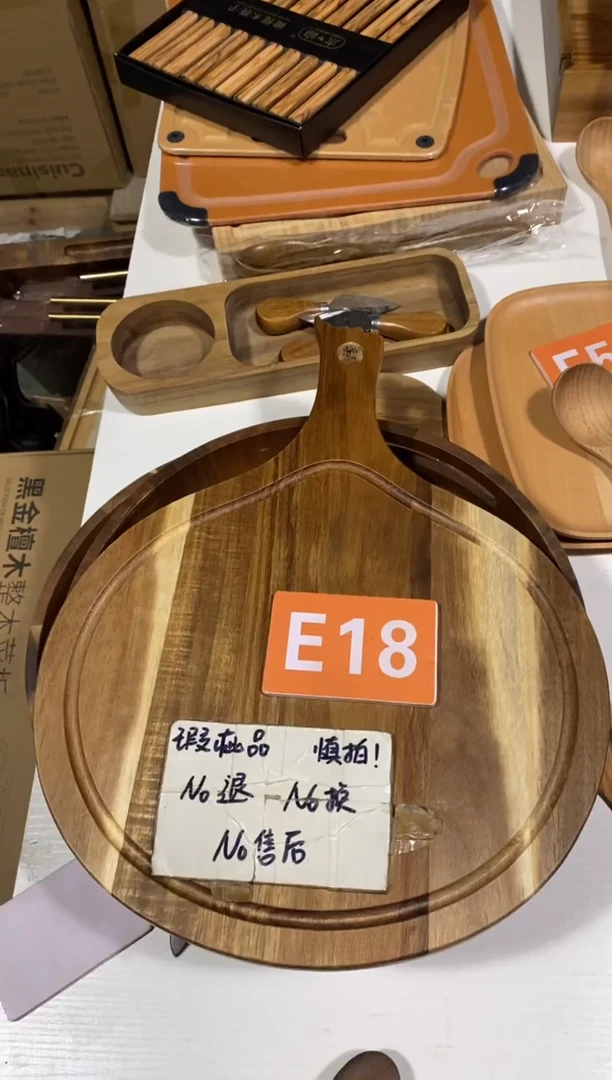 Cuisinart
E5
黑金檀木整木菜板
E18
瑕疵品 慎拍!
No退 No换
No售后